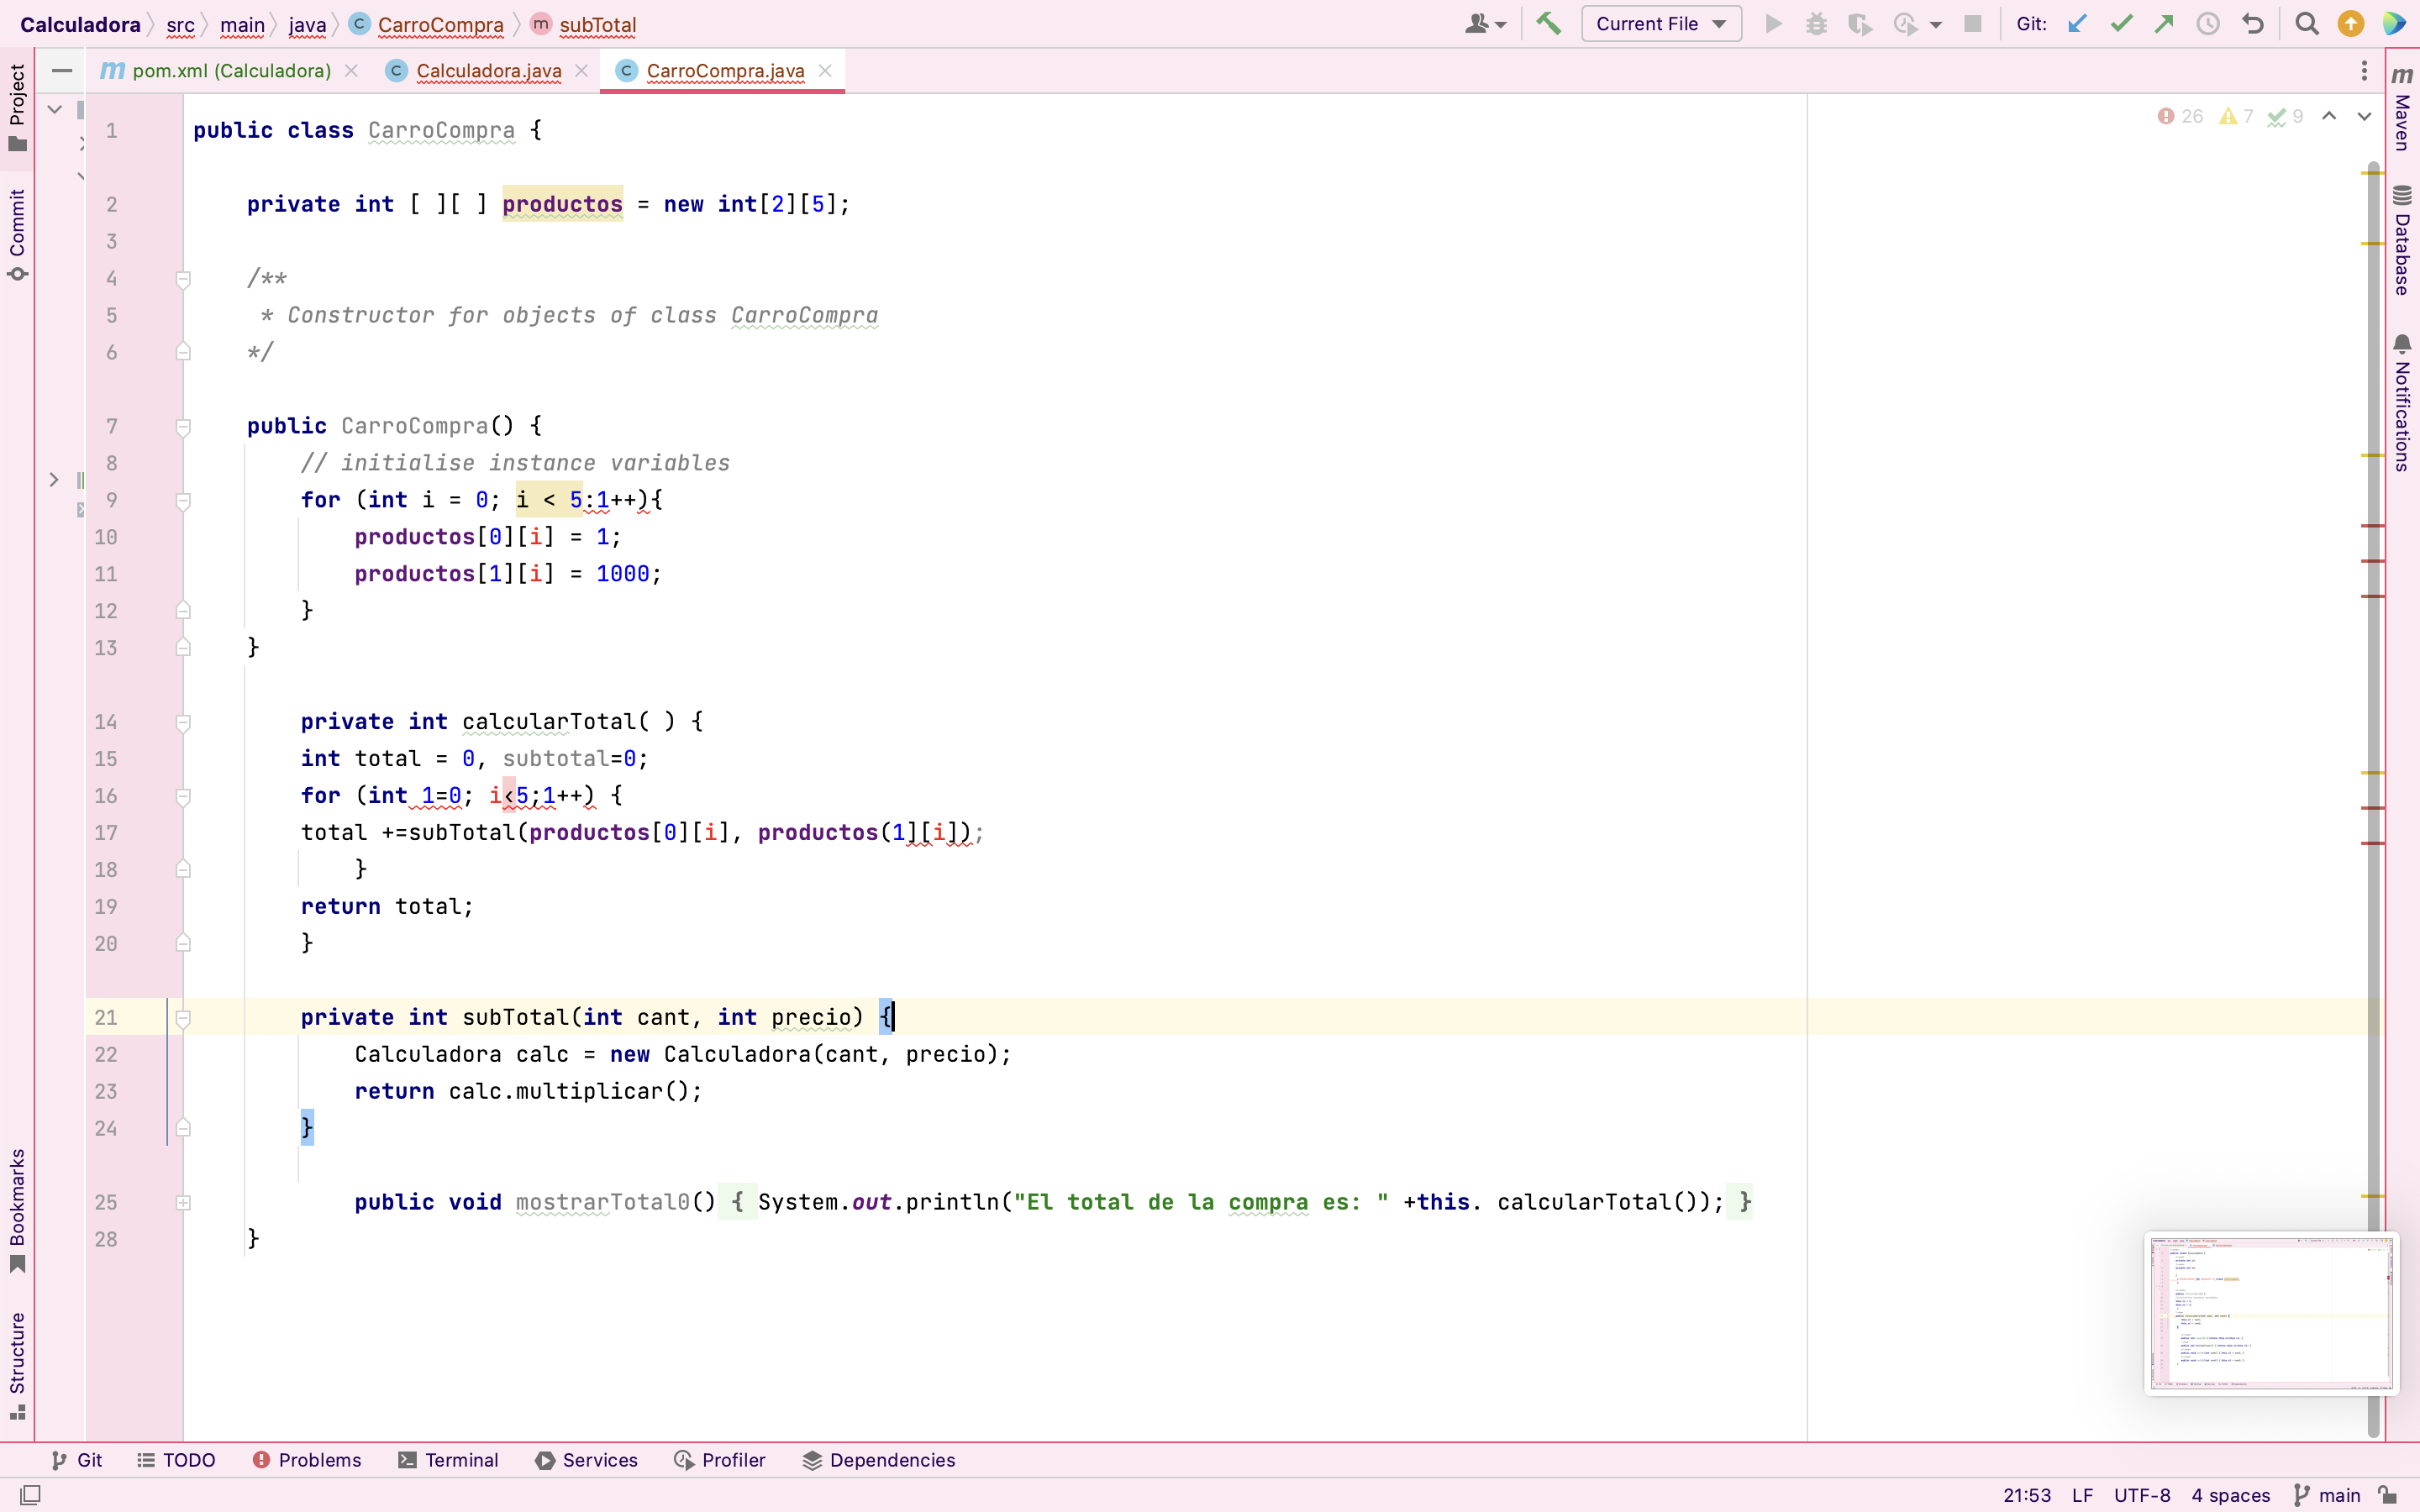 Calculadora src main java C CarroCompra m subTotal Current File Git:
m pom.xml (Calculadora) C Calculadora.java C CarroCompra.java
Project
Commit
Bookmarks
Structure
m Maven
Database
Notifications
26 7 9
1 public class CarroCompra {
2 private int [ ][ ] productos = new int[2][5];
3
4 /**
5 * Constructor for objects of class CarroCompra
6 */
7 public CarroCompra() {
8 // initialise instance variables
9 for (int i = 0; i < 5:1++){
10 productos[0][i] = 1;
11 productos[1][i] = 1000;
12 }
13 }
14 private int calcularTotal( ) {
15 int total = 0, subtotal=0;
16 for (int 1=0; i<5;1++) {
17 total +=subTotal(productos[0][i], productos(1][i]);
18 }
19 return total;
20 }
21 private int subTotal(int cant, int precio) {
22 Calculadora calc = new Calculadora(cant, precio);
23 return calc.multiplicar();
24 }
25 public void mostrarTotal0() { System.out.println("El total de la compra es: " +this. calcularTotal()); }
28 }
Git TODO Problems Terminal Services Profiler Dependencies
21:53 LF UTF-8 4 spaces main